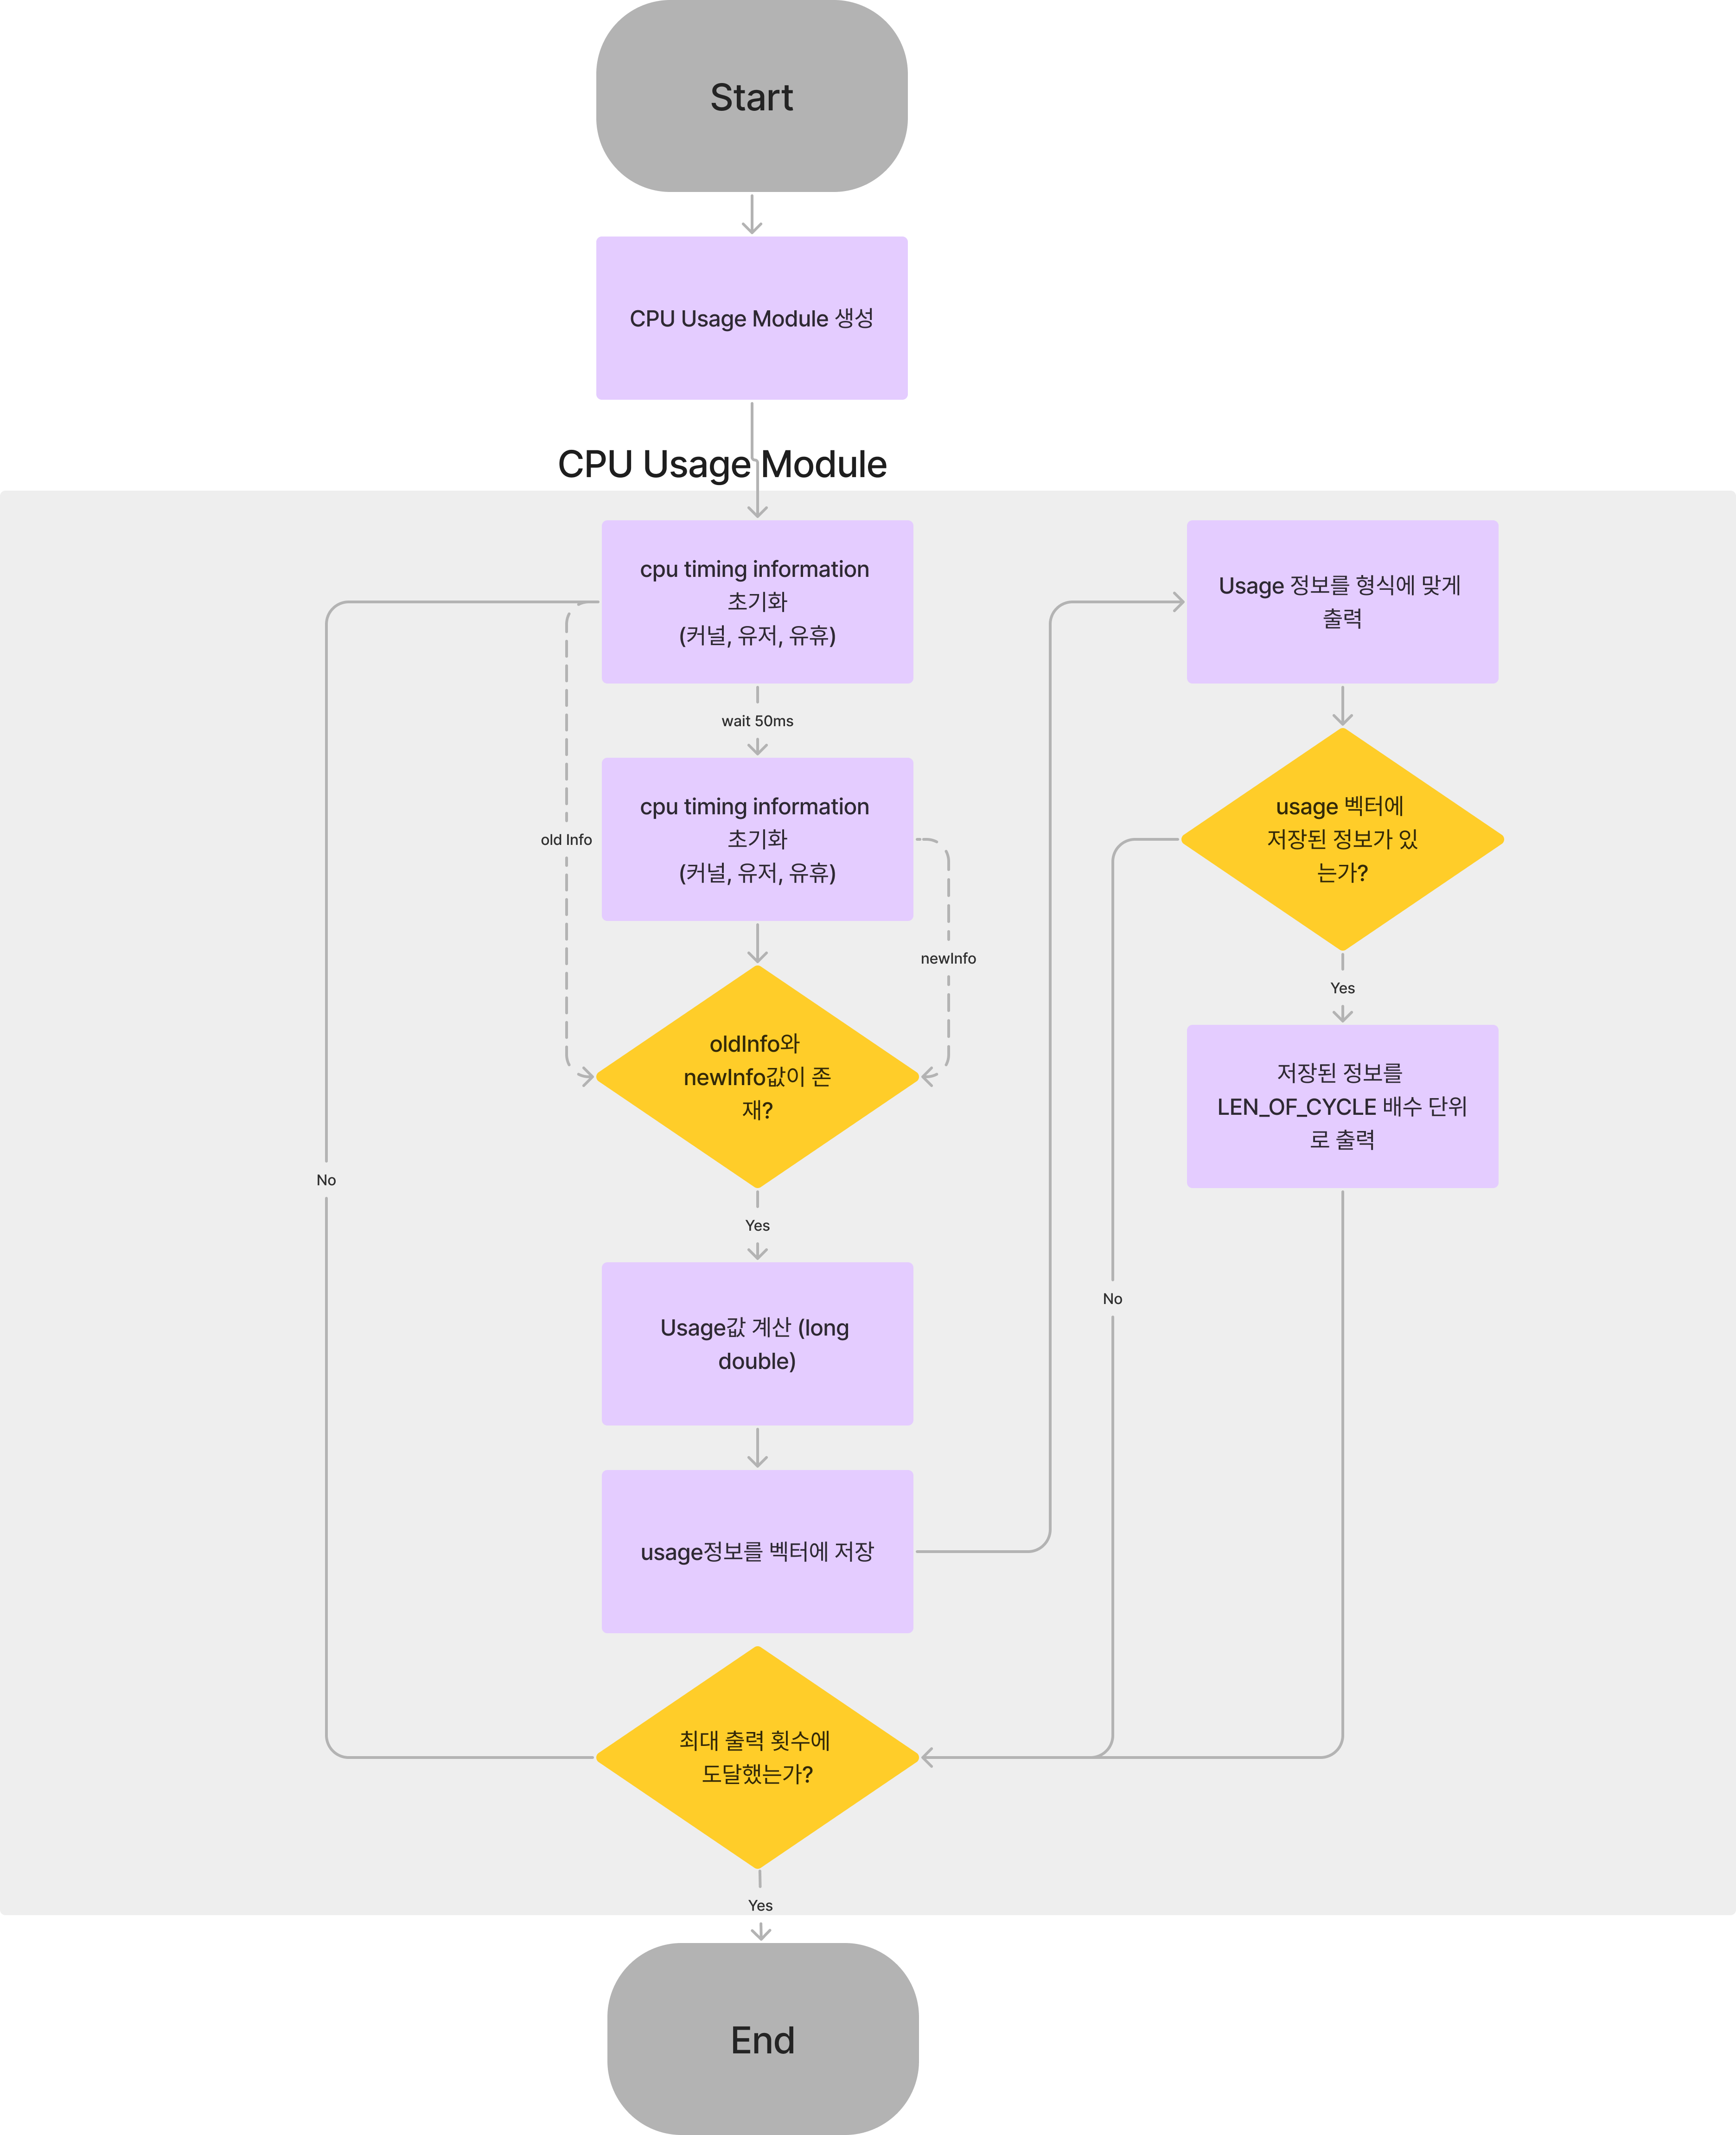 Start
CPU Usage Module 생성
CPU Usage Module
cpu timing information
초기화
(커널, 유저, 유휴)
wait 50ms
cpu timing information
초기화
(커널, 유저, 유휴)
old Info
newInfo
oldInfo와
newInfo값이 존
재?
No
Yes
Usage값 계산 (long
double)
usage정보를 벡터에 저장
Usage 정보를 형식에 맞게
출력
usage 벡터에
저장된 정보가 있
는가?
Yes
저장된 정보를
LEN_OF_CYCLE 배수 단위
로 출력
No
최대 출력 횟수에
도달했는가?
Yes
End